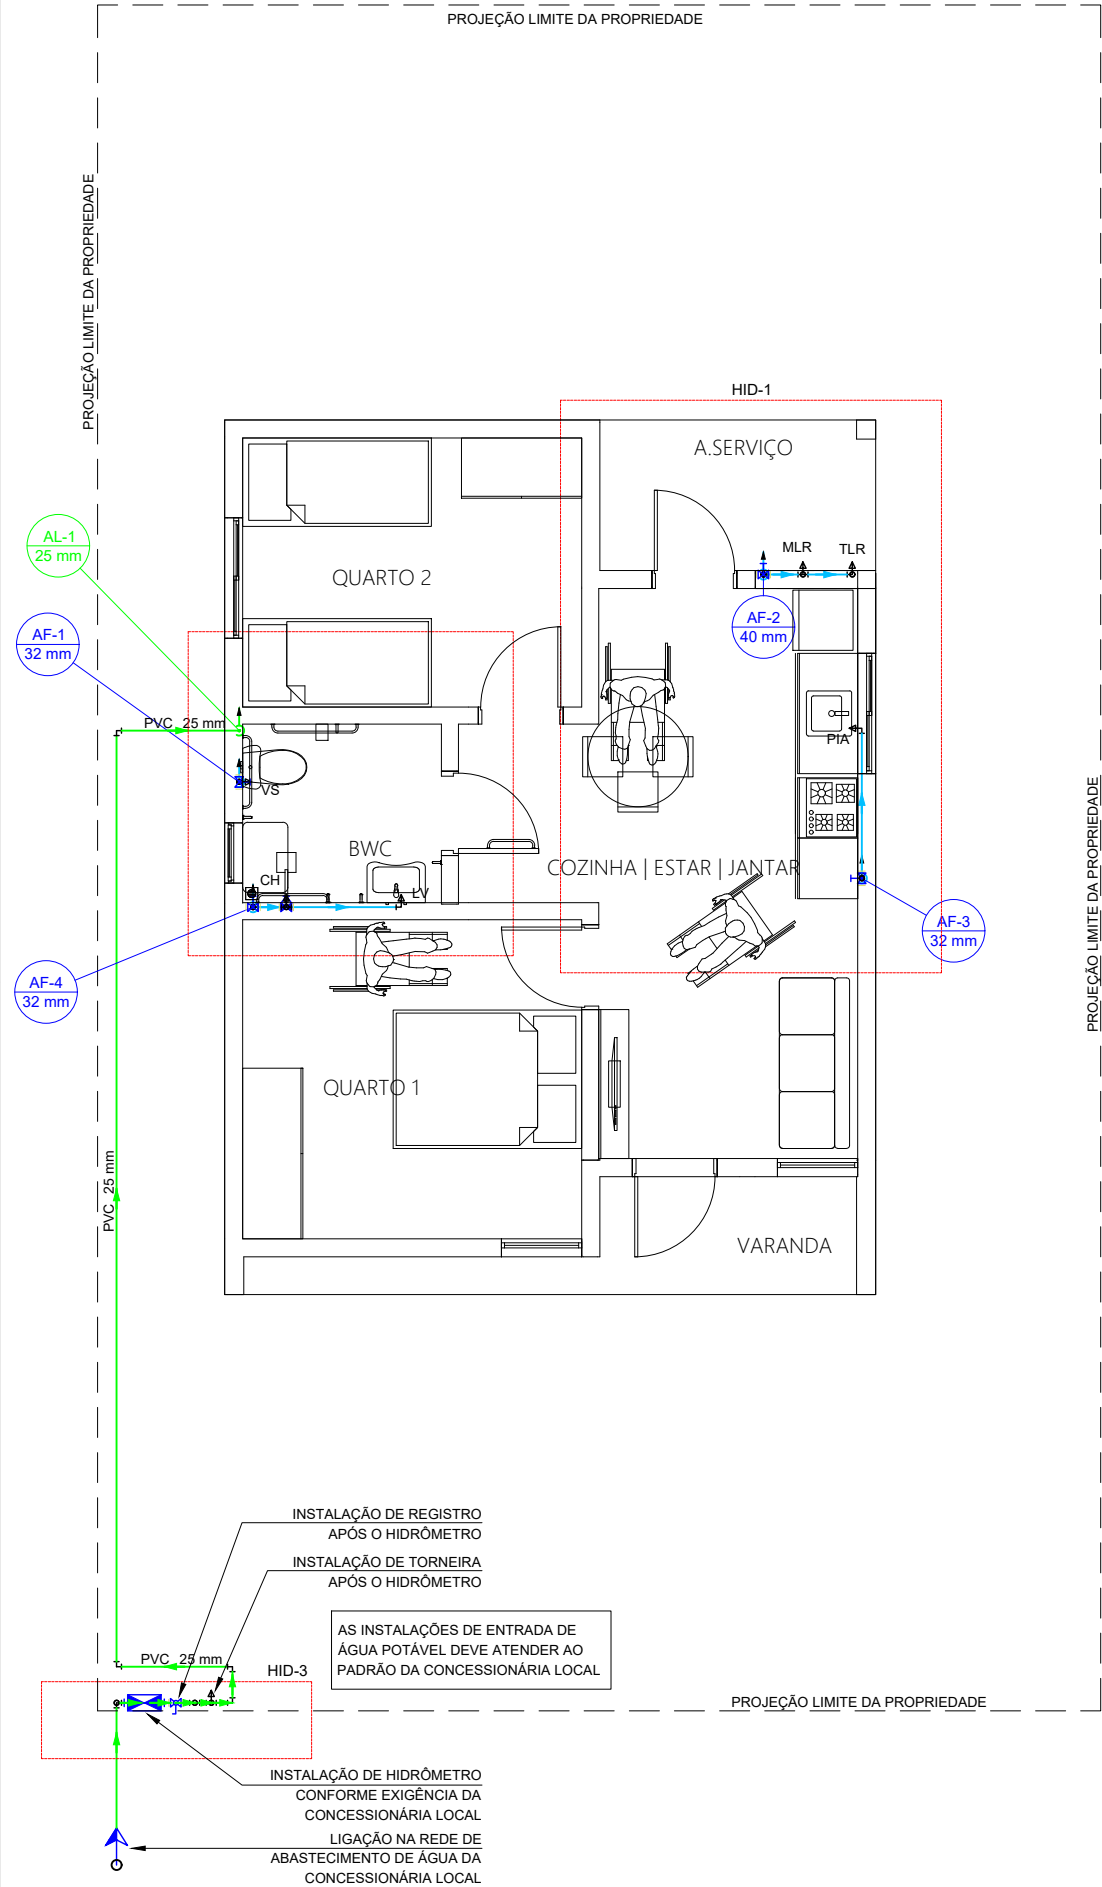 PROJEÇÃO LIMITE DA PROPRIEDADE
PROJEÇÃO LIMITE DA PROPRIEDADE
HID-1
A.SERVIÇO
AL-1
25 mm
QUARTO 2
MLR
TLR
AF-1
32 mm
AF-2
40 mm
PVC 25 mm
PIA
VS
BWC
COZINHA | ESTAR | JANTAR
CH
LV
AF-3
32 mm
PROJEÇÃO LIMITE DA PROPRIEDADE
AF-4
32 mm
QUARTO 1
PVC 25 mm
VARANDA
INSTALAÇÃO DE REGISTRO
APÓS O HIDRÔMETRO
INSTALAÇÃO DE TORNEIRA
APÓS O HIDRÔMETRO
AS INSTALAÇÕES DE ENTRADA DE
ÁGUA POTÁVEL DEVE ATENDER AO
PADRÃO DA CONCESSIONÁRIA LOCAL
PVC 25 mm
HID-3
PROJEÇÃO LIMITE DA PROPRIEDADE
INSTALAÇÃO DE HIDRÔMETRO
CONFORME EXIGÊNCIA DA
CONCESSIONÁRIA LOCAL
LIGAÇÃO NA REDE DE
ABASTECIMENTO DE ÁGUA DA
CONCESSIONÁRIA LOCAL